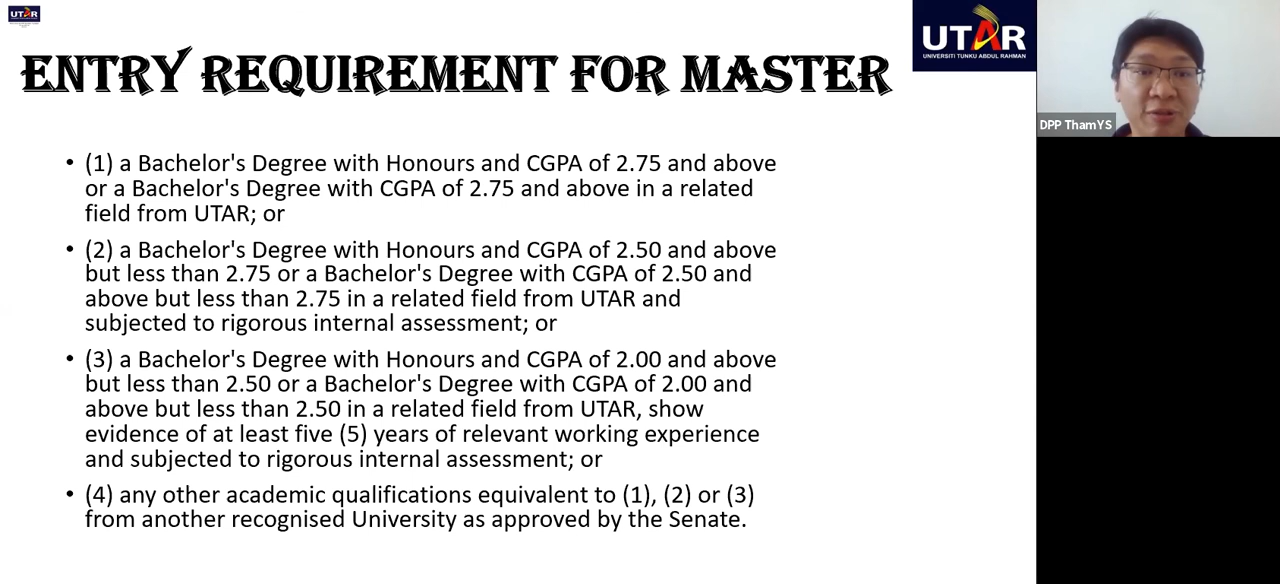 UTAR
UTAR
UNIVERSITI TUNKU ABDUL RAHMAN
DPP ThamYS
ENTRY REQUIREMENT FOR MASTER
• (1) a Bachelor's Degree with Honours and CGPA of 2.75 and above
or a Bachelor's Degree with CGPA of 2.75 and above in a related
field from UTAR; or
• (2) a Bachelor's Degree with Honours and CGPA of 2.50 and above
but less than 2.75 or a Bachelor's Degree with CGPA of 2.50 and
above but less than 2.75 in a related field from UTAR and
subjected to rigorous internal assessment; or
• (3) a Bachelor's Degree with Honours and CGPA of 2.00 and above
but less than 2.50 or a Bachelor's Degree with CGPA of 2.00 and
above but less than 2.50 in a related field from UTAR, show
evidence of at least five (5) years of relevant working experience
and subjected to rigorous internal assessment; or
• (4) any other academic qualifications equivalent to (1), (2) or (3)
from another recognised University as approved by the Senate.